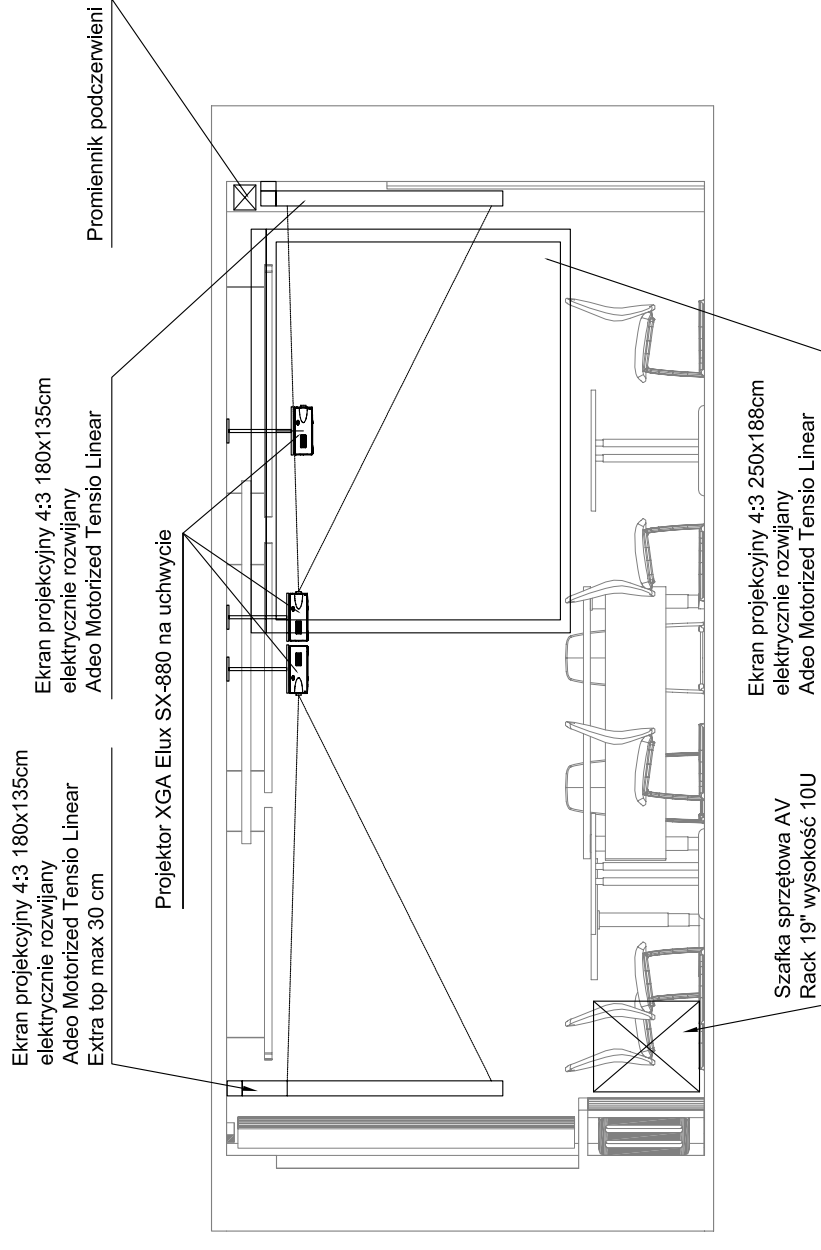 Ekran projekcyjny 4:3 180x135cm
elektrycznie rozwijany
Adeo Motorized Tensio Linear
Extra top max 30 cm
Ekran projekcyjny 4:3 180x135cm
elektrycznie rozwijany
Adeo Motorized Tensio Linear
Promiennik podczerwieni
Projektor XGA Elux SX-880 na uchwycie
Szafka sprzętowa AV
Rack 19" wysokość 10U
Ekran projekcyjny 4:3 250x188cm
elektrycznie rozwijany
Adeo Motorized Tensio Linear